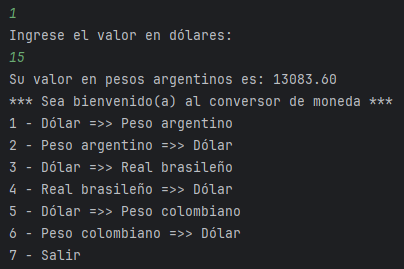 1
Ingrese el valor en dólares:
15
Su valor en pesos argentinos es: 13083.60
*** Sea bienvenido(a) al conversor de moneda ***
1 - Dólar =>> Peso argentino
2 - Peso argentino =>> Dólar
3 - Dólar =>> Real brasileño
4 - Real brasileño =>> Dólar
5 - Dólar =>> Peso colombiano
6 - Peso colombiano =>> Dólar
7 - Salir